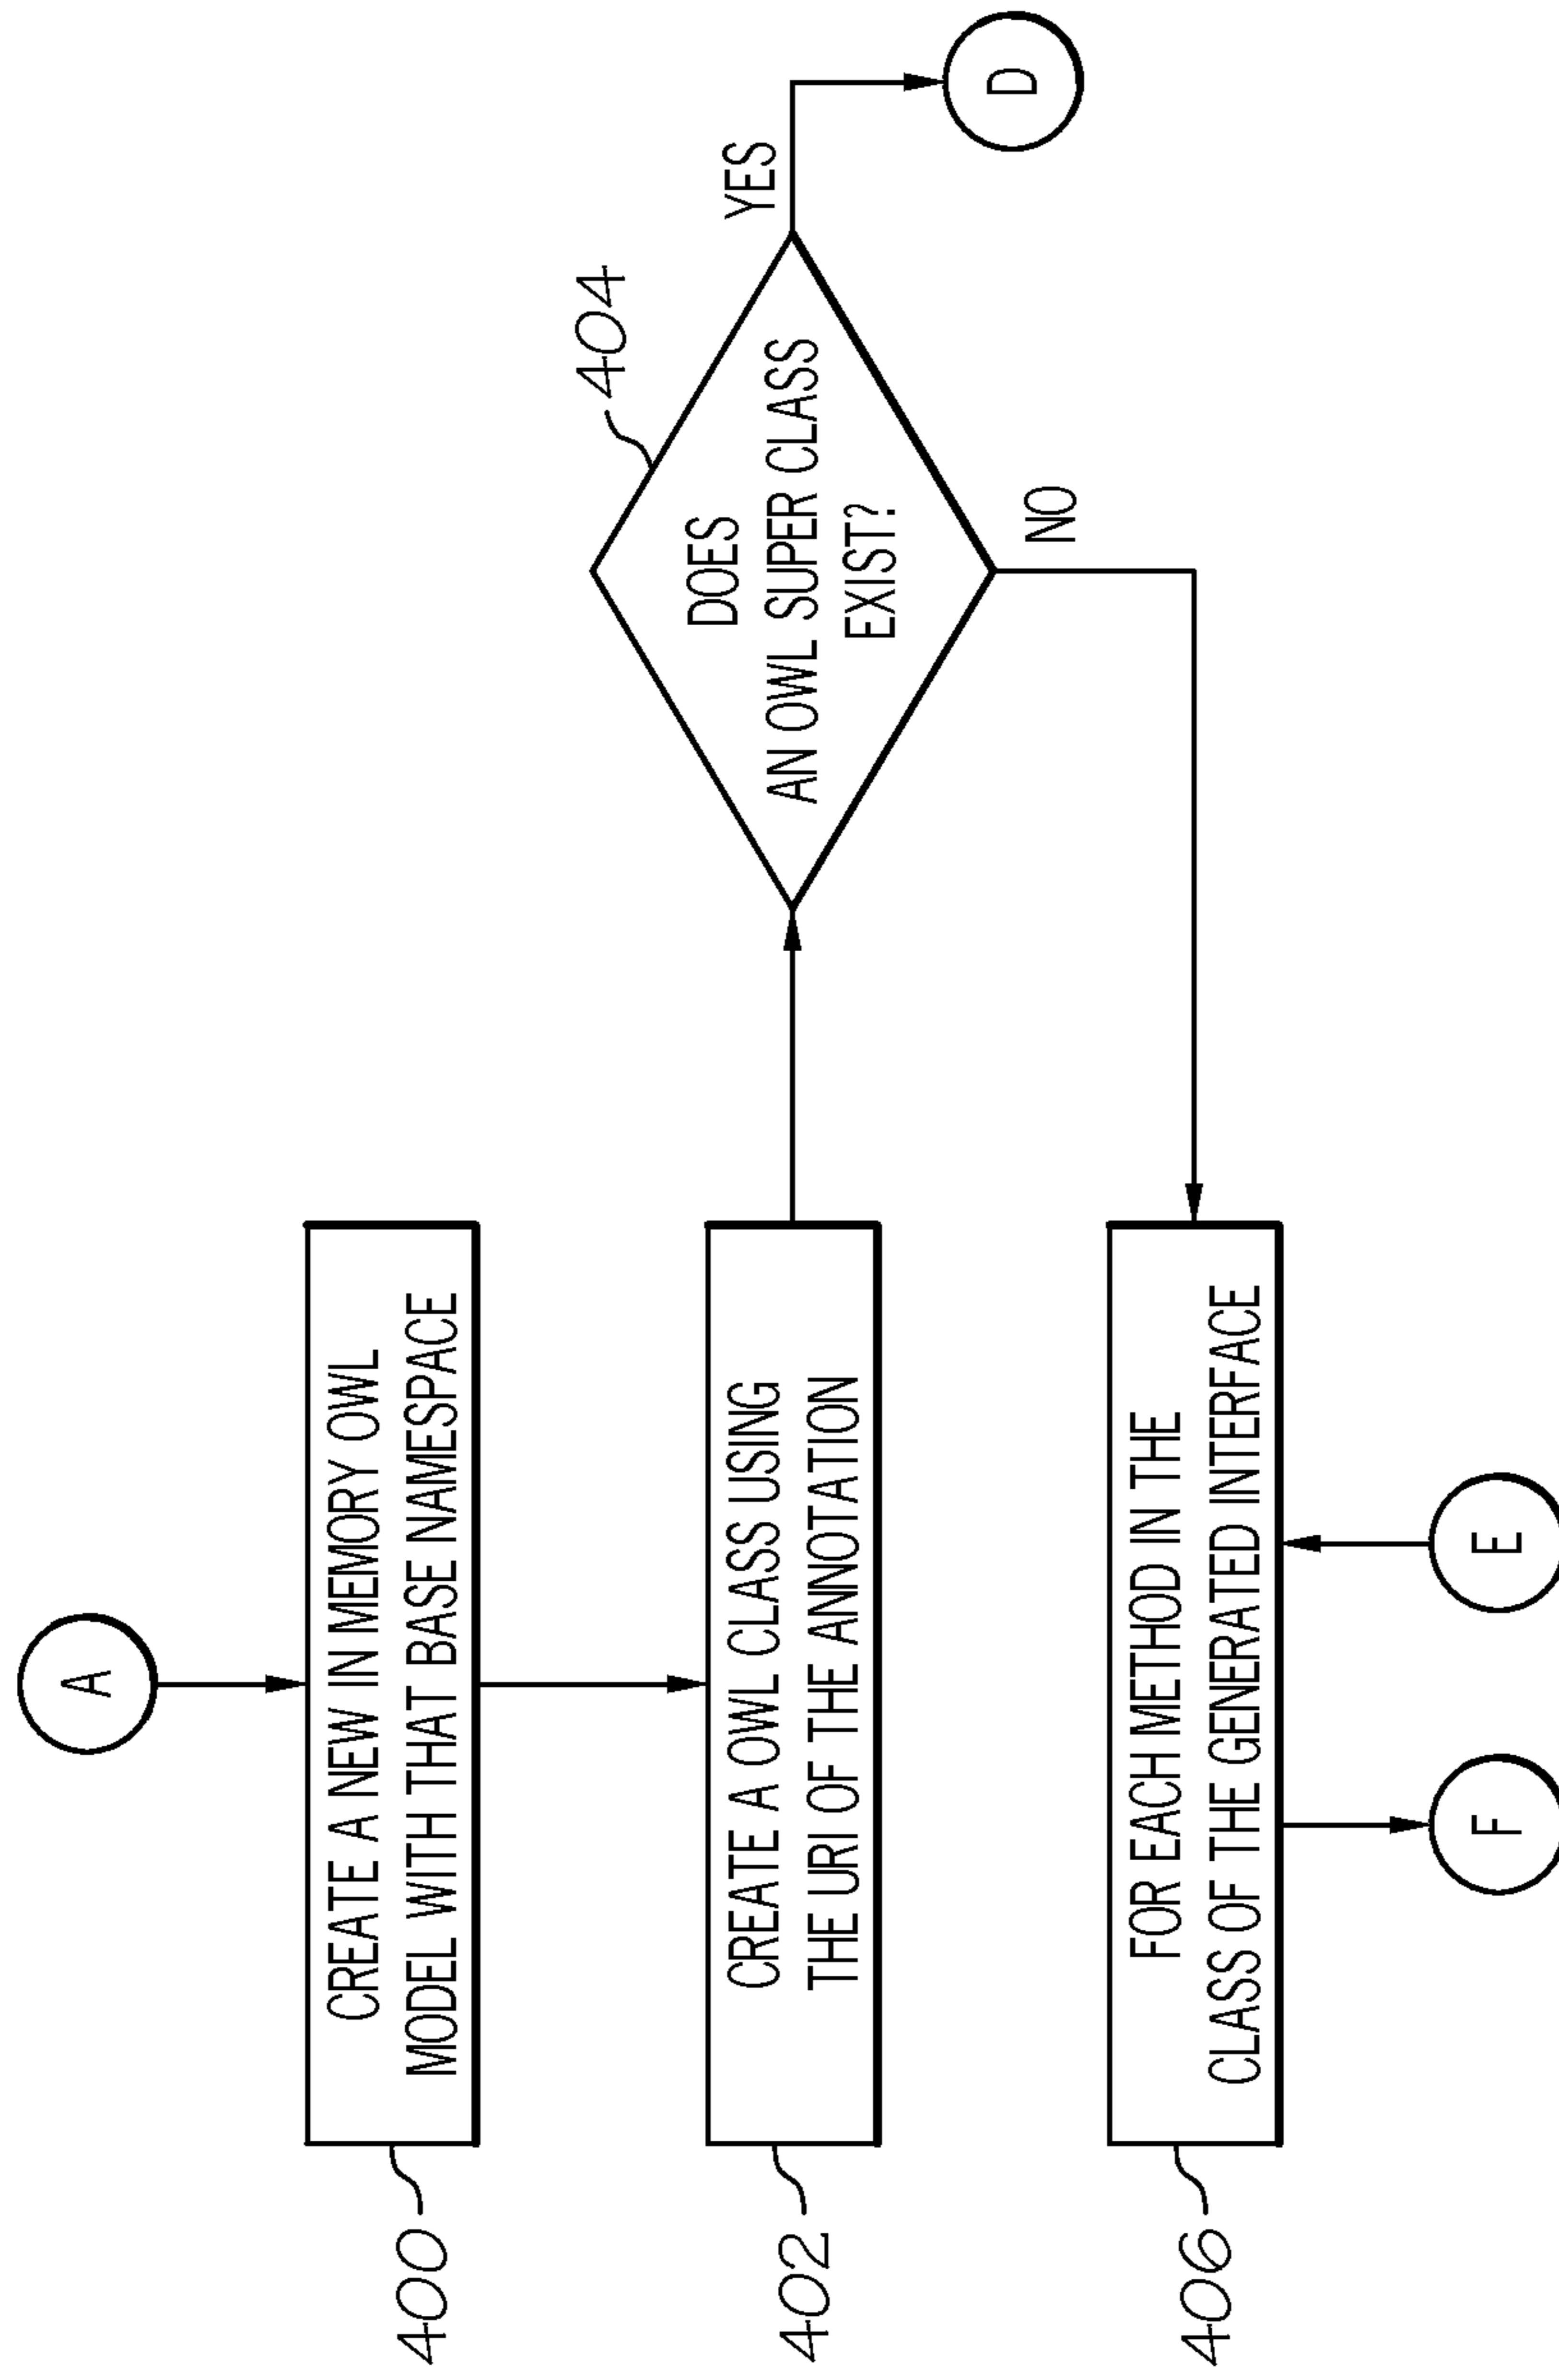 A
400
CREATE A NEW IN MEMORY OWL
MODEL WITH THAT BASE NAMESPACE
402
CREATE A OWL CLASS USING
THE URI OF THE ANNOTATION
404
DOES
AN OWL SUPER CLASS
EXIST?
YES
D
NO
406
FOR EACH METHOD IN THE
CLASS OF THE GENERATED INTERFACE
F
E